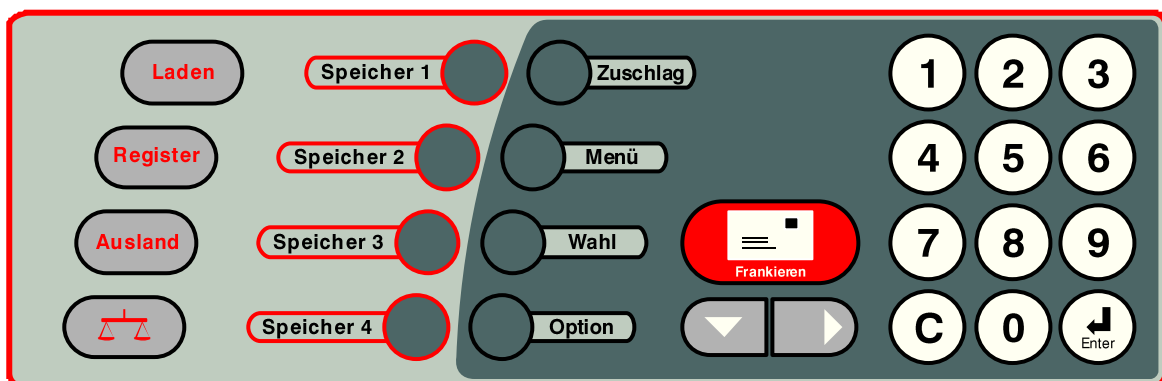 Laden Speicher 1 Zuschlag 1 2 3
Register Speicher 2 Menü 4 5 6
Ausland Speicher 3 Wahl 7 8 9
Frankieren
Speicher 4 Option C 0
Enter